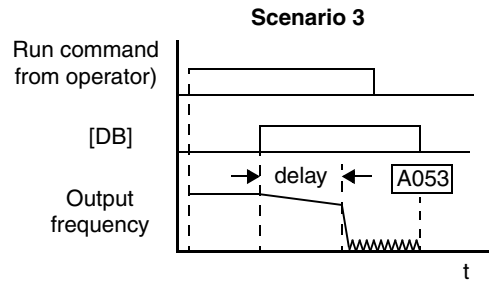 Scenario 3
Run command
from operator)
[DB]
delay
A053
Output
frequency
t